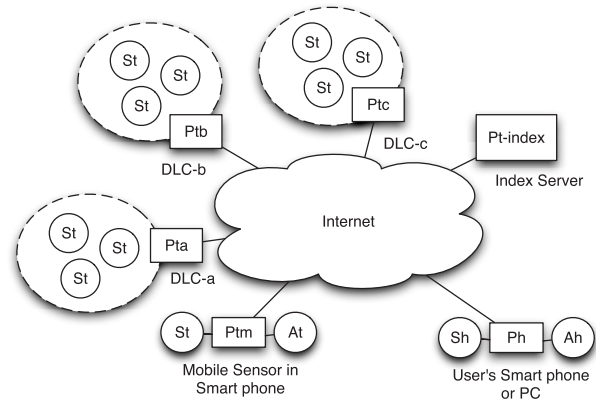 St
St
St
Ptc
DLC-c
St
St
St
Ptb
DLC-b
Pt-index
Index Server
Internet
St
St
St
Pta
DLC-a
St
Ptm
At
Mobile Sensor in
Smart phone
Sh
Ph
Ah
User's Smart phone
or PC